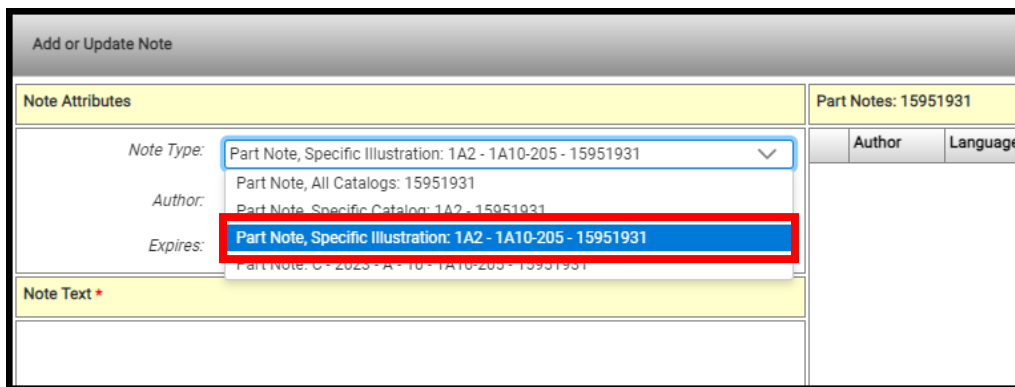 Add or Update Note
Note Attributes
Part Notes: 15951931
Note Type:
Part Note, Specific Illustration: 1A2 - 1A10-205 - 15951931
Author
Language
Part Note, All Catalogs: 15951931
Author:
Part Note, Specific Catalog: 1A2 - 15951931
Part Note, Specific Illustration: 1A2 - 1A10-205 - 15951931
Expires:
Part Note: C - 2023 - A - 10 - 1A10-205 - 15951931
Note Text *